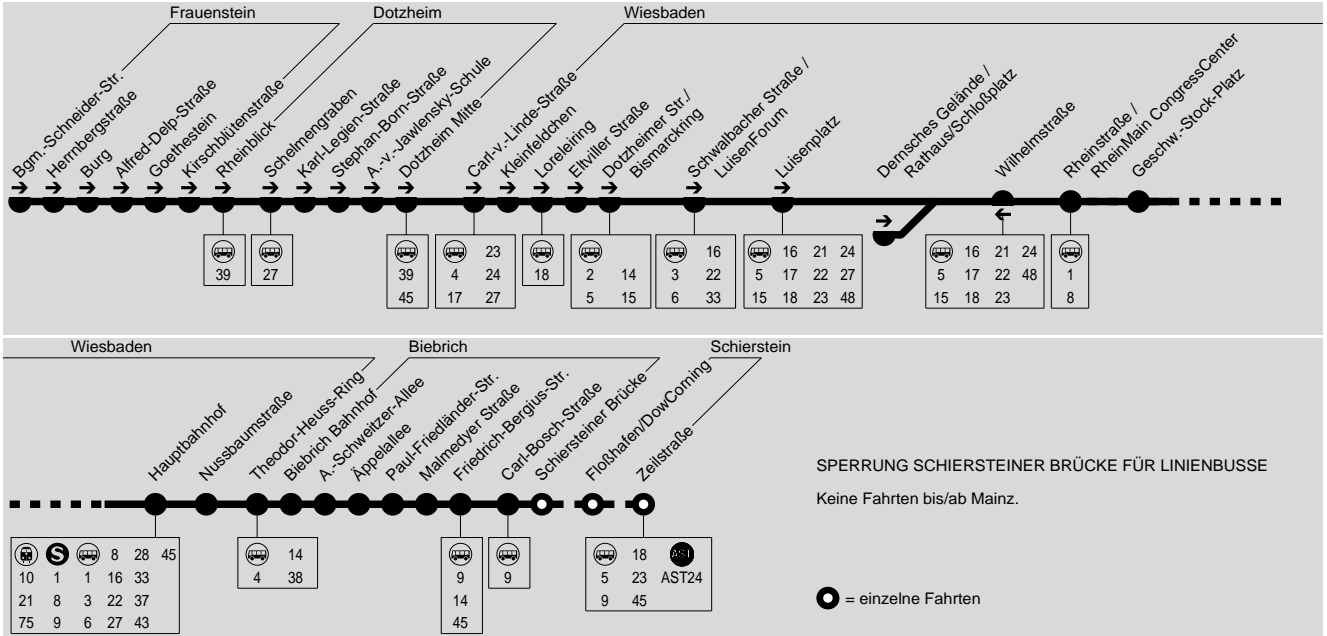 Frauenstein
Dotzheim
Wiesbaden
Bgm.-Schneider-Str.
Herrnbergstraße
Burg
Alfred-Delp-Straße
Goethestein
Kirschblütenstraße
Rheinblick
Schelmengraben
Karl-Legien-Straße
Stephan-Born-Straße
A.-v.-Jawlensky-Schule
Dotzheim Mitte
Carl-v.-Linde-Straße
Kleinfeldchen
Loreleiring
Eltviller Straße
Dotzheimer Str./
Bismarckring
Schwalbacher Straße /
LuisenForum
Luisenplatz
Dernsches Gelände /
Rathaus/Schloßplatz
Wilhelmstraße
Rheinstraße /
RheinMain CongressCenter
Geschw.-Stock-Platz
39
27
39
45
23
4 24
17 27
18
2 14
5 15
16
3 22
6 33
16 21 24
5 17 22 27
15 18 23 48
16 21 24
5 17 22 48
15 18 23
1
8
Wiesbaden
Biebrich
Schierstein
Hauptbahnhof
Nussbaumstraße
Theodor-Heuss-Ring
Biebrich Bahnhof
A.-Schweitzer-Allee
Äppelallee
Paul-Friedländer-Str.
Malmedyer Straße
Friedrich-Bergius-Str.
Carl-Bosch-Straße
Schiersteiner Brücke
Floßhafen/DowCorning
Zeilstraße
S 8 28 45
10 1 1 16 33
21 8 3 22 37
75 9 6 27 43
14
4 38
9
14
45
9
18 AST
5 23 AST24
9 45
SPERRUNG SCHIERSTEINER BRÜCKE FÜR LINIENBUSSE
Keine Fahrten bis/ab Mainz.
= einzelne Fahrten